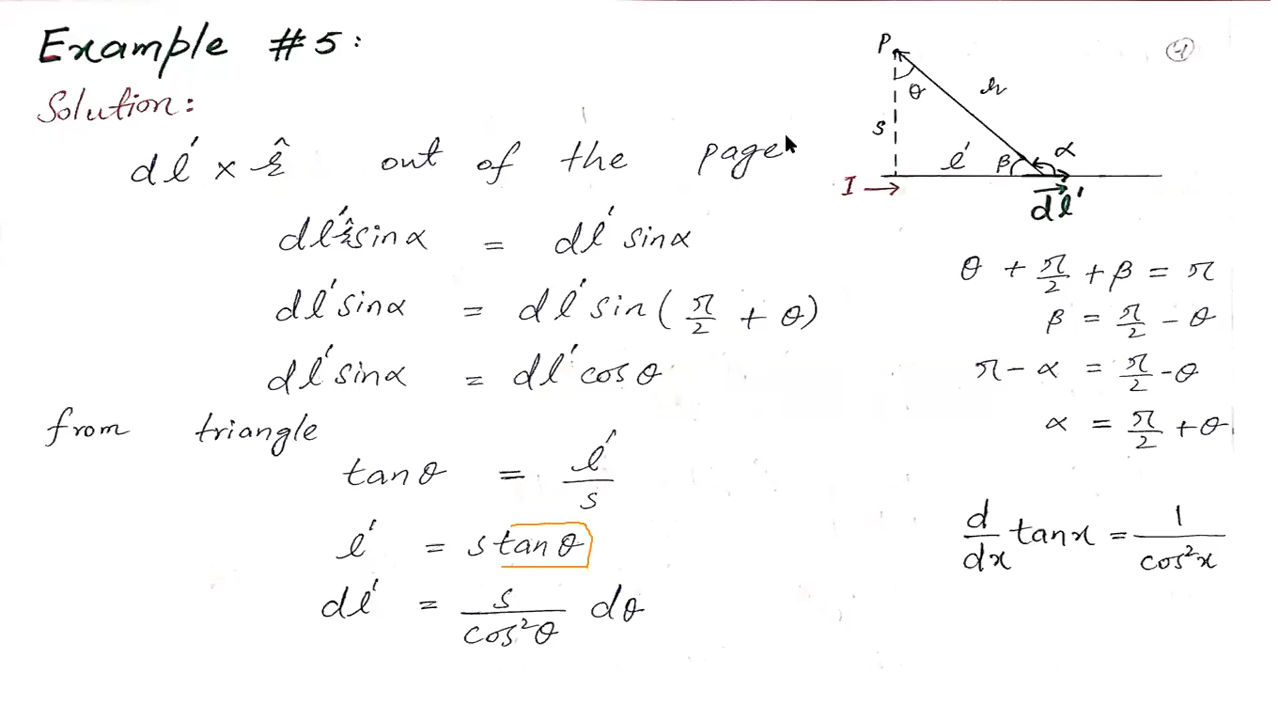 Example #5:
Solution:
dl' × r̂ out of the page
dl' r̂ sinα = dl' sinα
dl' sinα = dl' sin(π/2 + θ)
dl' sinα = dl' cosθ
from triangle
tanθ = l'/s
l' = s tanθ
dl' = s/cos²θ dθ
P
θ
r
s
l'
β
α
I →
dl'
θ + π/2 + β = π
β = π/2 - θ
π - α = π/2 - θ
α = π/2 + θ
d/dx tanx = 1/cos²x